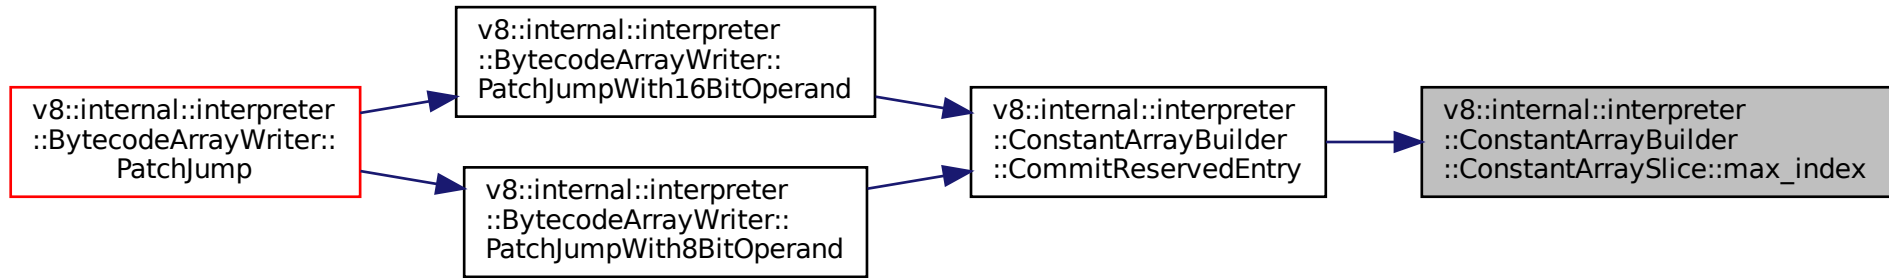 v8::internal::interpreter
::BytecodeArrayWriter::
PatchJump
v8::internal::interpreter
::BytecodeArrayWriter::
PatchJumpWith16BitOperand
v8::internal::interpreter
::BytecodeArrayWriter::
PatchJumpWith8BitOperand
v8::internal::interpreter
::ConstantArrayBuilder
::CommitReservedEntry
v8::internal::interpreter
::ConstantArrayBuilder
::ConstantArraySlice::max_index